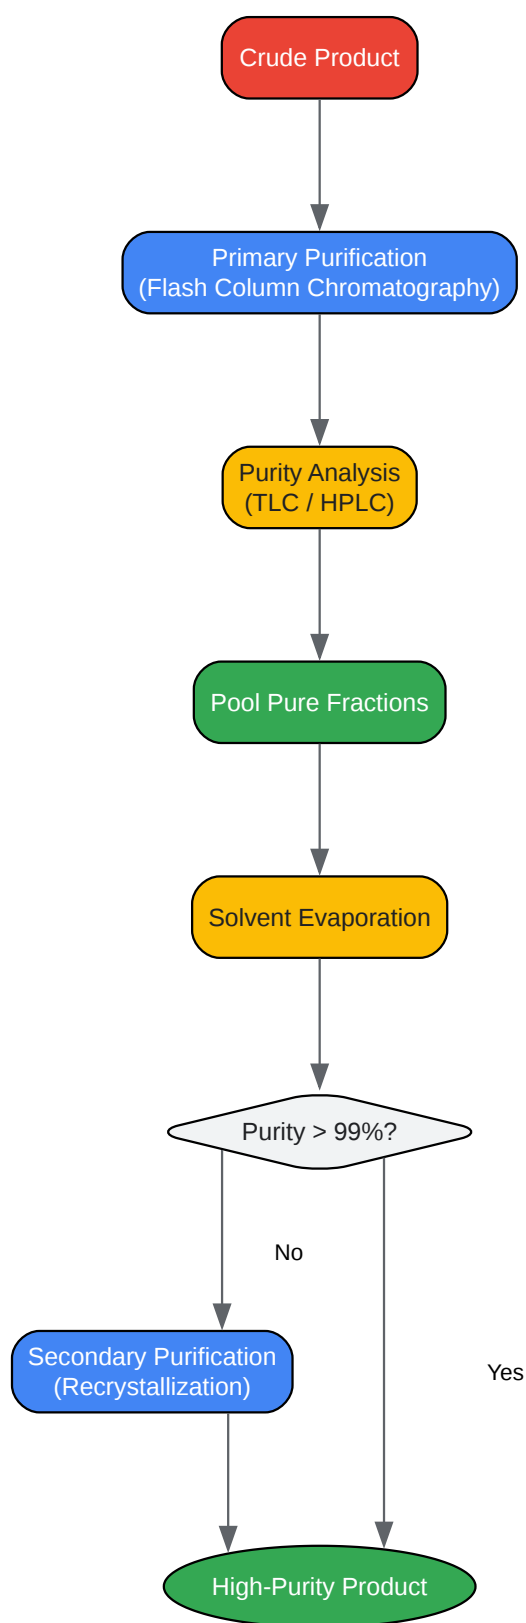 Crude Product
Primary Purification
(Flash Column Chromatography)
Purity Analysis
(TLC / HPLC)
Pool Pure Fractions
Solvent Evaporation
Purity > 99%?
No
Secondary Purification
(Recrystallization)
Yes
High-Purity Product